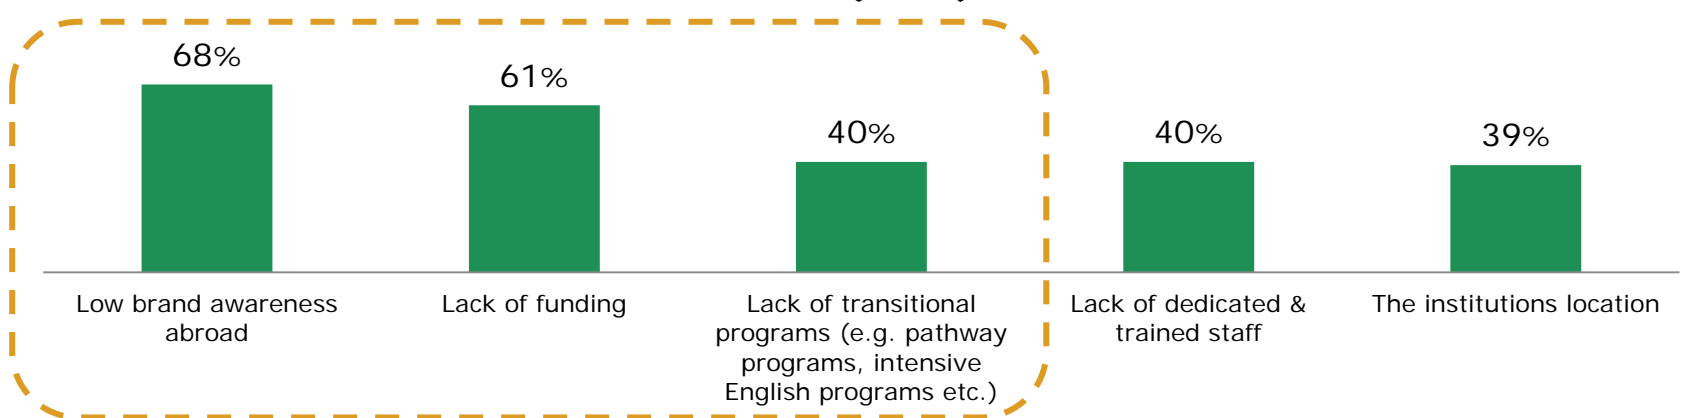 68%
61%
40%
40%
39%
Low brand awareness
abroad
Lack of funding
Lack of transitional
programs (e.g. pathway
programs, intensive
English programs etc.)
Lack of dedicated &
trained staff
The institutions location